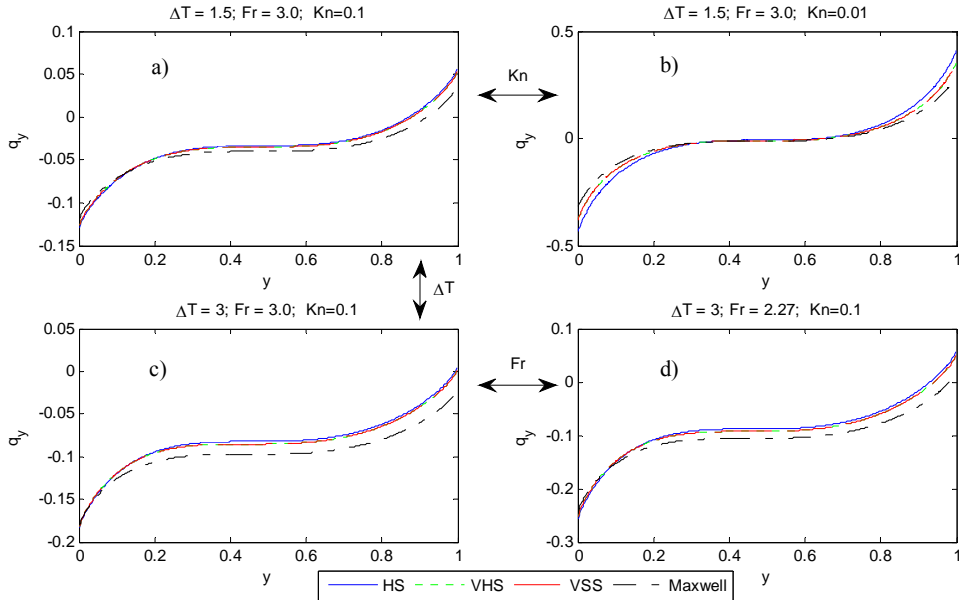 ΔT = 1.5; Fr = 3.0; Kn=0.1
ΔT = 1.5; Fr = 3.0; Kn=0.01
0.1
0.05
0
-0.05
-0.1
-0.15
q_y
a)
0 0.2 0.4 0.6 0.8 1
y
Kn
0.5
0
-0.5
q_y
b)
0 0.2 0.4 0.6 0.8 1
y
ΔT
ΔT = 3; Fr = 3.0; Kn=0.1
ΔT = 3; Fr = 2.27; Kn=0.1
0.05
0
-0.05
-0.1
-0.15
-0.2
q_y
c)
0 0.2 0.4 0.6 0.8 1
y
Fr
0.1
0
-0.1
-0.2
-0.3
q_y
d)
0 0.2 0.4 0.6 0.8 1
y
HS VHS VSS Maxwell